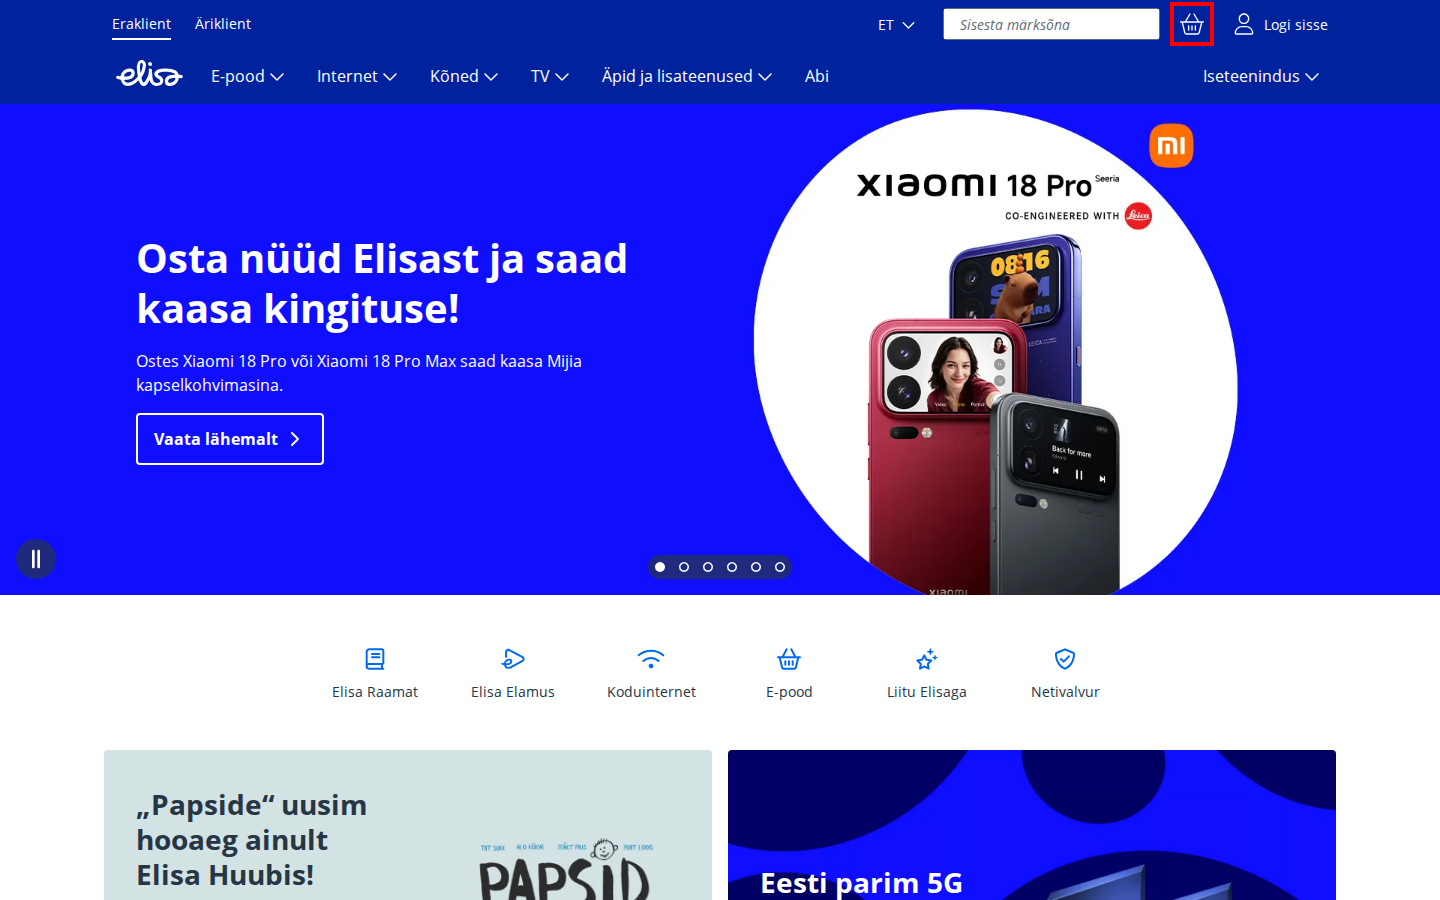 Eraklient
Äriklient
ET
Sisesta märksõna
Logi sisse
elisa
E-pood
Internet
Kõned
TV
Äpid ja lisateenused
Abi
Iseteenindus
Osta nüüd Elisast ja saad
kaasa kingituse!
Ostes Xiaomi 18 Pro või Xiaomi 18 Pro Max saad kaasa Mijia
kapselkohvimasina.
Vaata lähemalt
xiaomi 18 Pro Seeria
CO-ENGINEERED WITH Leica
08:16
Back for more
xiaomi
Elisa Raamat
Elisa Elamus
Koduinternet
E-pood
Liitu Elisaga
Netivalvur
„Papside“ uusim
hooaeg ainult
Elisa Huubis!
PAPSID
Eesti parim 5G